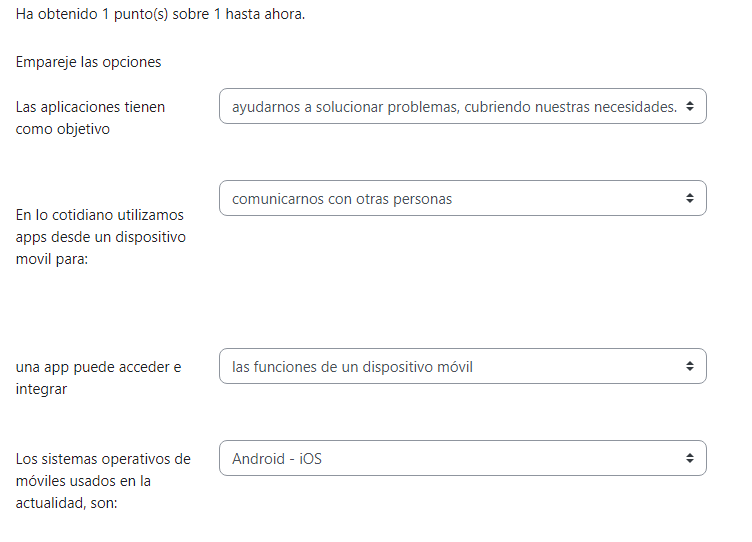 Ha obtenido 1 punto(s) sobre 1 hasta ahora.
Empareje las opciones
Las aplicaciones tienen
como objetivo
ayudarnos a solucionar problemas, cubriendo nuestras necesidades.
En lo cotidiano utilizamos
apps desde un dispositivo
movil para:
comunicarnos con otras personas
una app puede acceder e
integrar
las funciones de un dispositivo móvil
Los sistemas operativos de
móviles usados en la
actualidad, son:
Android - iOS